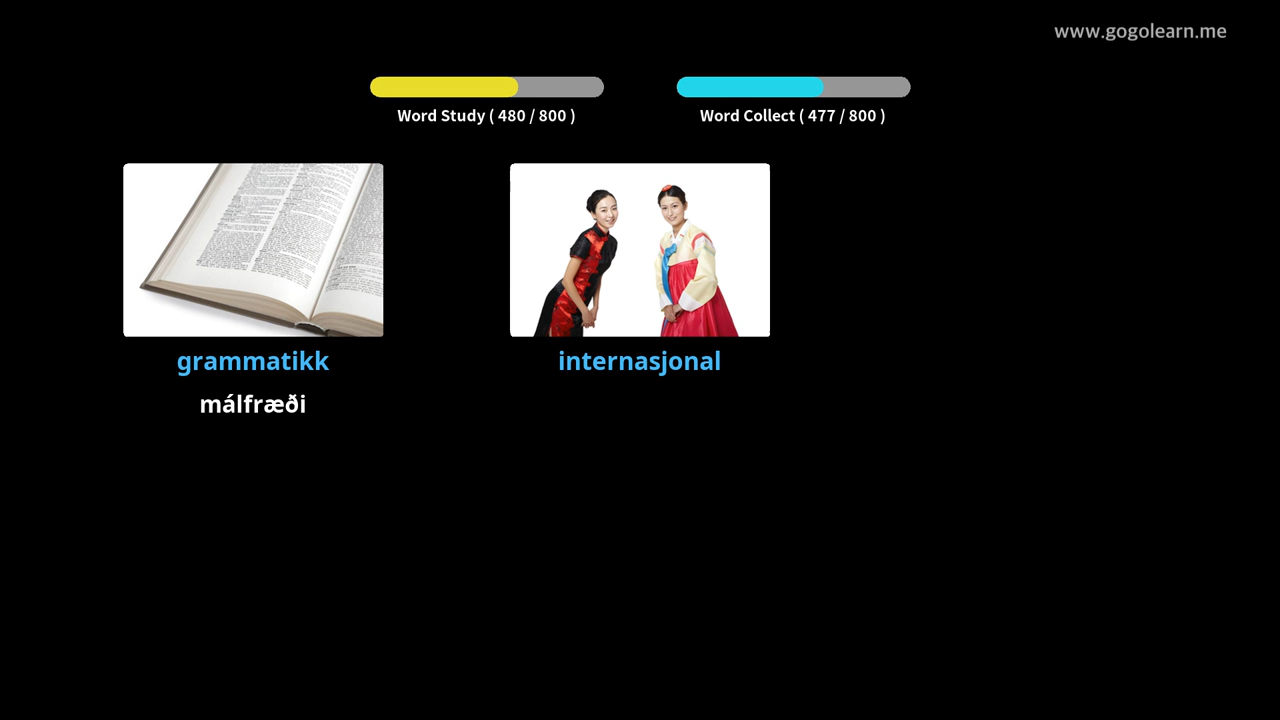 www.gogolearn.me
Word Study ( 480 / 800 )
Word Collect ( 477 / 800 )
grammatikk
internasjonal
málfræði